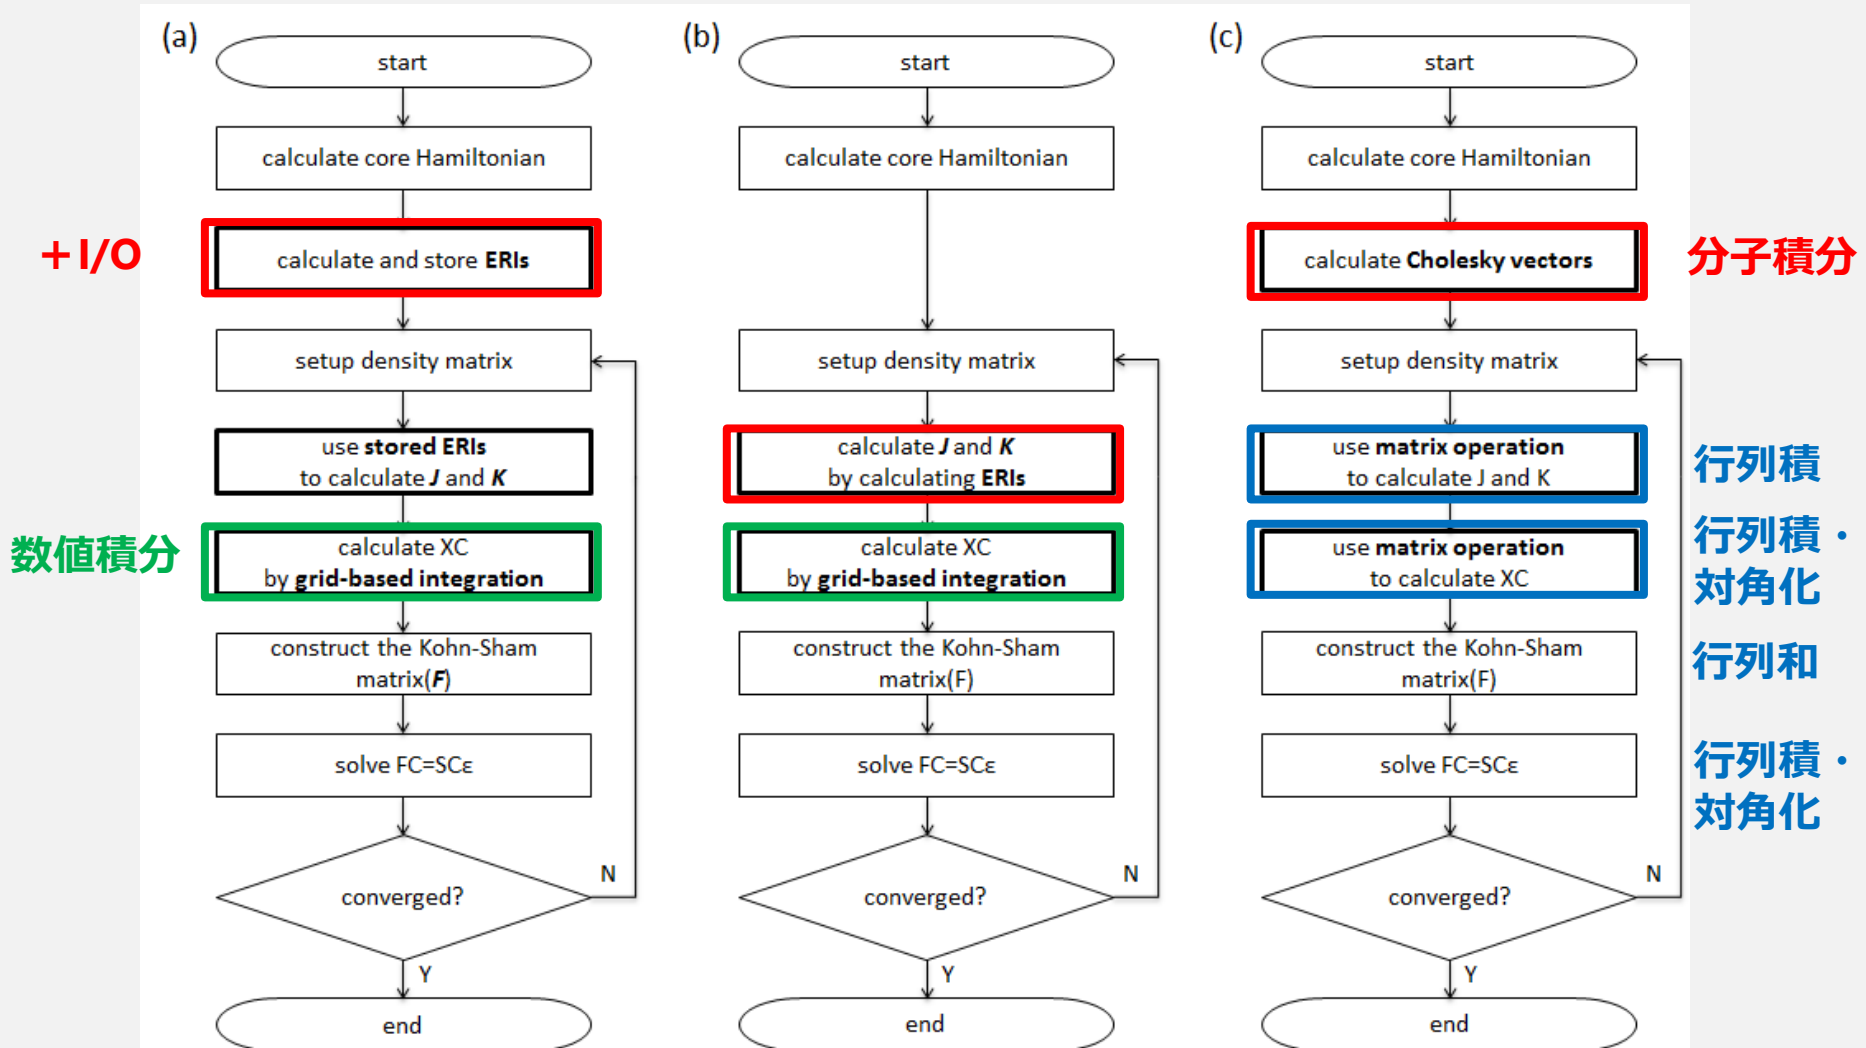 (a)
start
calculate core Hamiltonian
＋I/O
calculate and store ERIs
setup density matrix
use stored ERIs
to calculate J and K
数値積分
calculate XC
by grid-based integration
construct the Kohn-Sham
matrix(F)
solve FC=SCε
converged?
N
Y
end
(b)
start
calculate core Hamiltonian
setup density matrix
calculate J and K
by calculating ERIs
calculate XC
by grid-based integration
construct the Kohn-Sham
matrix(F)
solve FC=SCε
converged?
N
Y
end
(c)
start
calculate core Hamiltonian
calculate Cholesky vectors
分子積分
setup density matrix
use matrix operation
to calculate J and K
行列積
use matrix operation
to calculate XC
行列積・
対角化
construct the Kohn-Sham
matrix(F)
行列和
solve FC=SCε
行列積・
対角化
converged?
N
Y
end